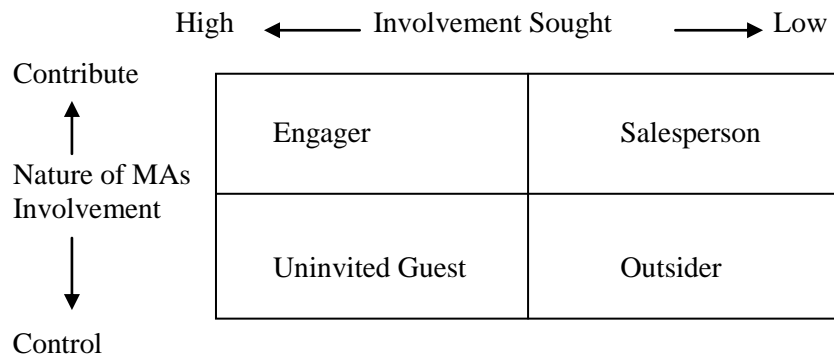 High Involvement Sought Low
Contribute
Engager Salesperson
Nature of MAs
Involvement
Uninvited Guest Outsider
Control